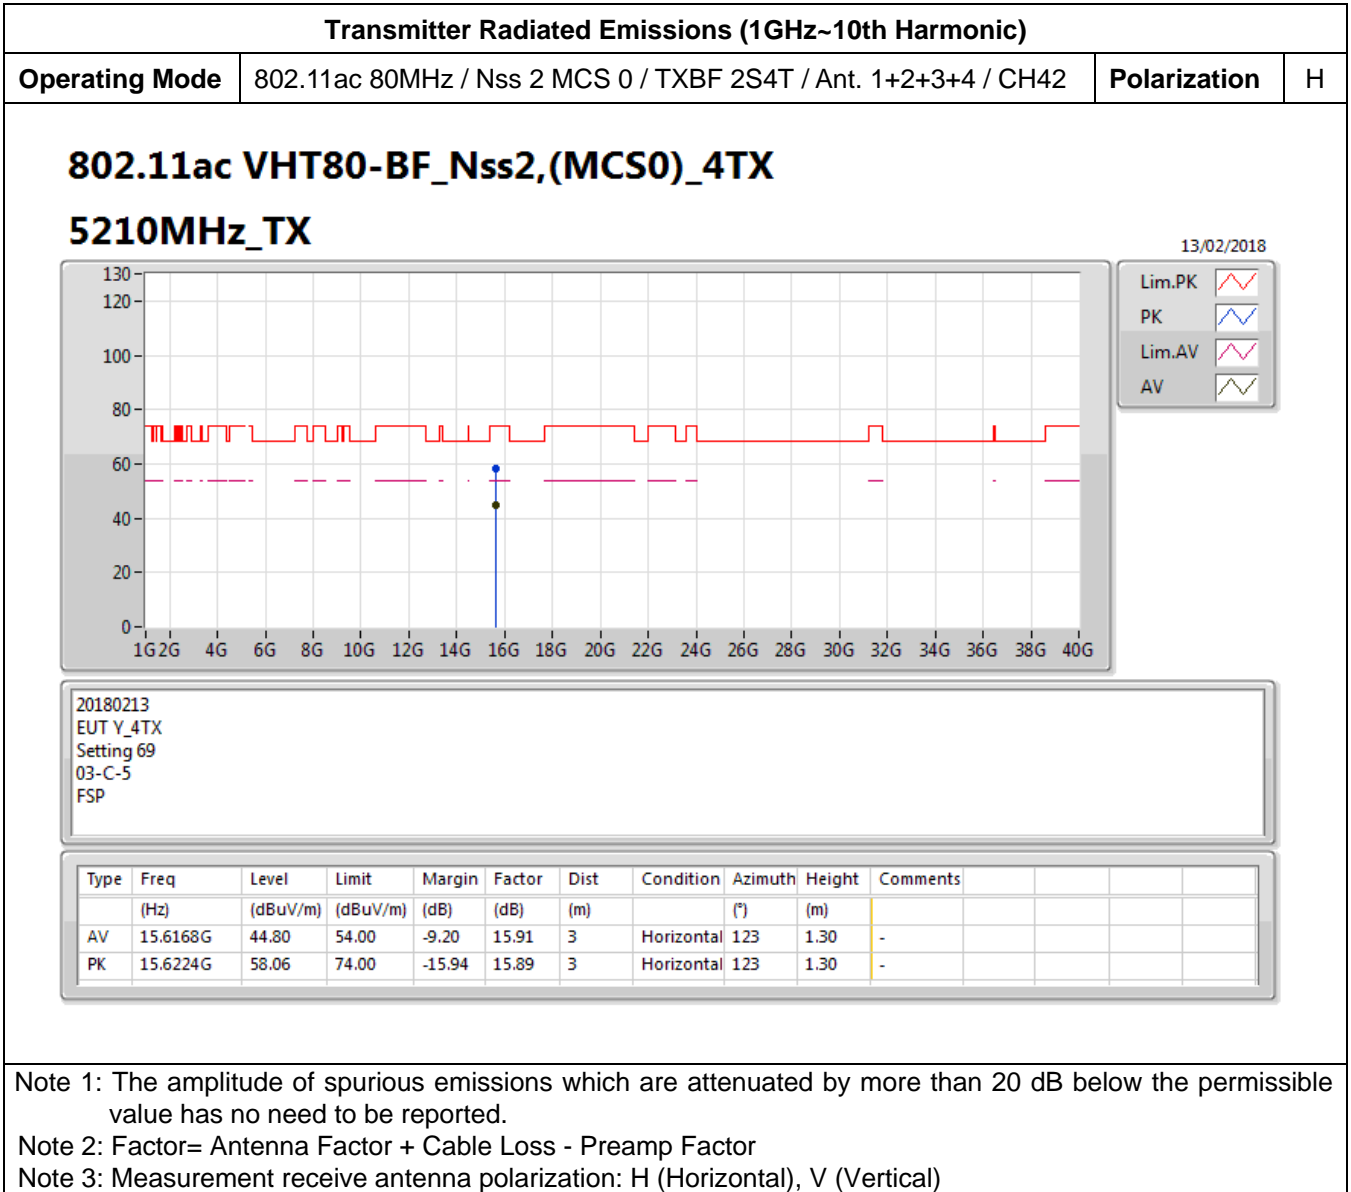 Transmitter Radiated Emissions (1GHz~10th Harmonic)
Operating Mode 802.11ac 80MHz / Nss 2 MCS 0 / TXBF 2S4T / Ant. 1+2+3+4 / CH42 Polarization H
802.11ac VHT80-BF_Nss2,(MCS0)_4TX
5210MHz_TX
13/02/2018
130
120
100
80
60
40
20
0
1G 2G 4G 6G 8G 10G 12G 14G 16G 18G 20G 22G 24G 26G 28G 30G 32G 34G 36G 38G 40G
Lim.PK
PK
Lim.AV
AV
20180213
EUT Y_4TX
Setting 69
03-C-5
FSP
Type Freq Level Limit Margin Factor Dist Condition Azimuth Height Comments
(Hz) (dBuV/m) (dBuV/m) (dB) (dB) (m) (°) (m)
AV 15.6168G 44.80 54.00 -9.20 15.91 3 Horizontal 123 1.30 -
PK 15.6224G 58.06 74.00 -15.94 15.89 3 Horizontal 123 1.30 -
Note 1: The amplitude of spurious emissions which are attenuated by more than 20 dB below the permissible
value has no need to be reported.
Note 2: Factor= Antenna Factor + Cable Loss - Preamp Factor
Note 3: Measurement receive antenna polarization: H (Horizontal), V (Vertical)